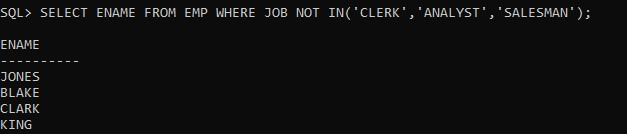 SQL> SELECT ENAME FROM EMP WHERE JOB NOT IN('CLERK','ANALYST','SALESMAN');
ENAME
----------
JONES
BLAKE
CLARK
KING